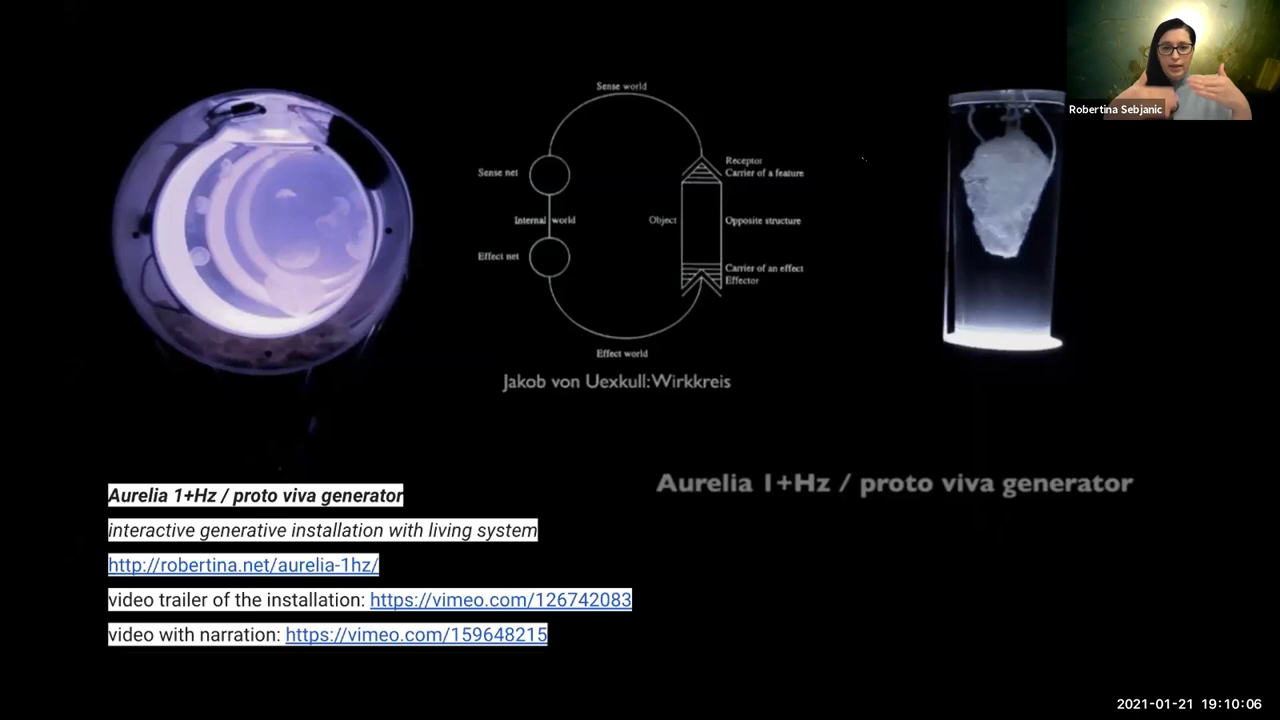 Robertina Sebjanic
Sense world
Sense net
Receptor
Carrier of a feature
Internal world
Object
Opposite structure
Effect net
Carrier of an effect
Effector
Effect world
Jakob von Uexkull: Wirkkreis
Aurelia 1+Hz / proto viva generator
Aurelia 1+Hz / proto viva generator
interactive generative installation with living system
http://robertina.net/aurelia-1hz/
video trailer of the installation: https://vimeo.com/126742083
video with narration: https://vimeo.com/159648215
2021-01-21 19:10:06